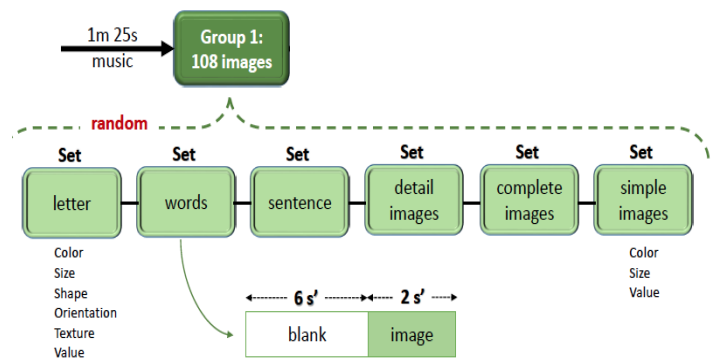 1m 25s
music
Group 1:
108 images
random
Set Set Set Set Set Set
letter words sentence detail images complete images simple images
Color
Size
Shape
Orientation
Texture
Value
Color
Size
Value
6 s’ 2 s’
blank image